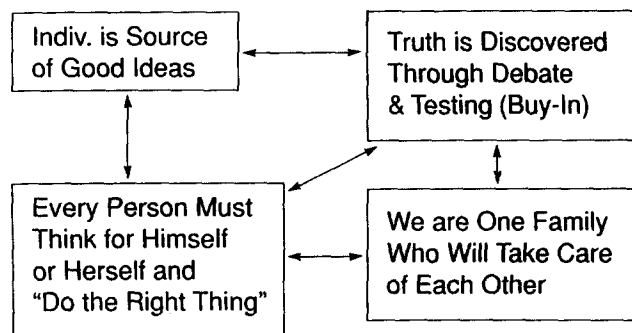 Indiv. is Source
of Good Ideas
Truth is Discovered
Through Debate
& Testing (Buy-In)
Every Person Must
Think for Himself
or Herself and
“Do the Right Thing”
We are One Family
Who Will Take Care
of Each Other